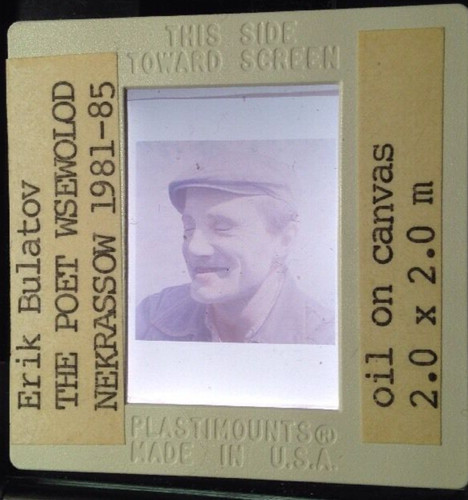 THIS SIDE
TOWARD SCREEN
Erik Bulatov
THE POET WSEWOLOD
NEKRASSOW 1981-85
oil on canvas
2.0 x 2.0 m
PLASTIMOUNTS®
MADE IN U.S.A.